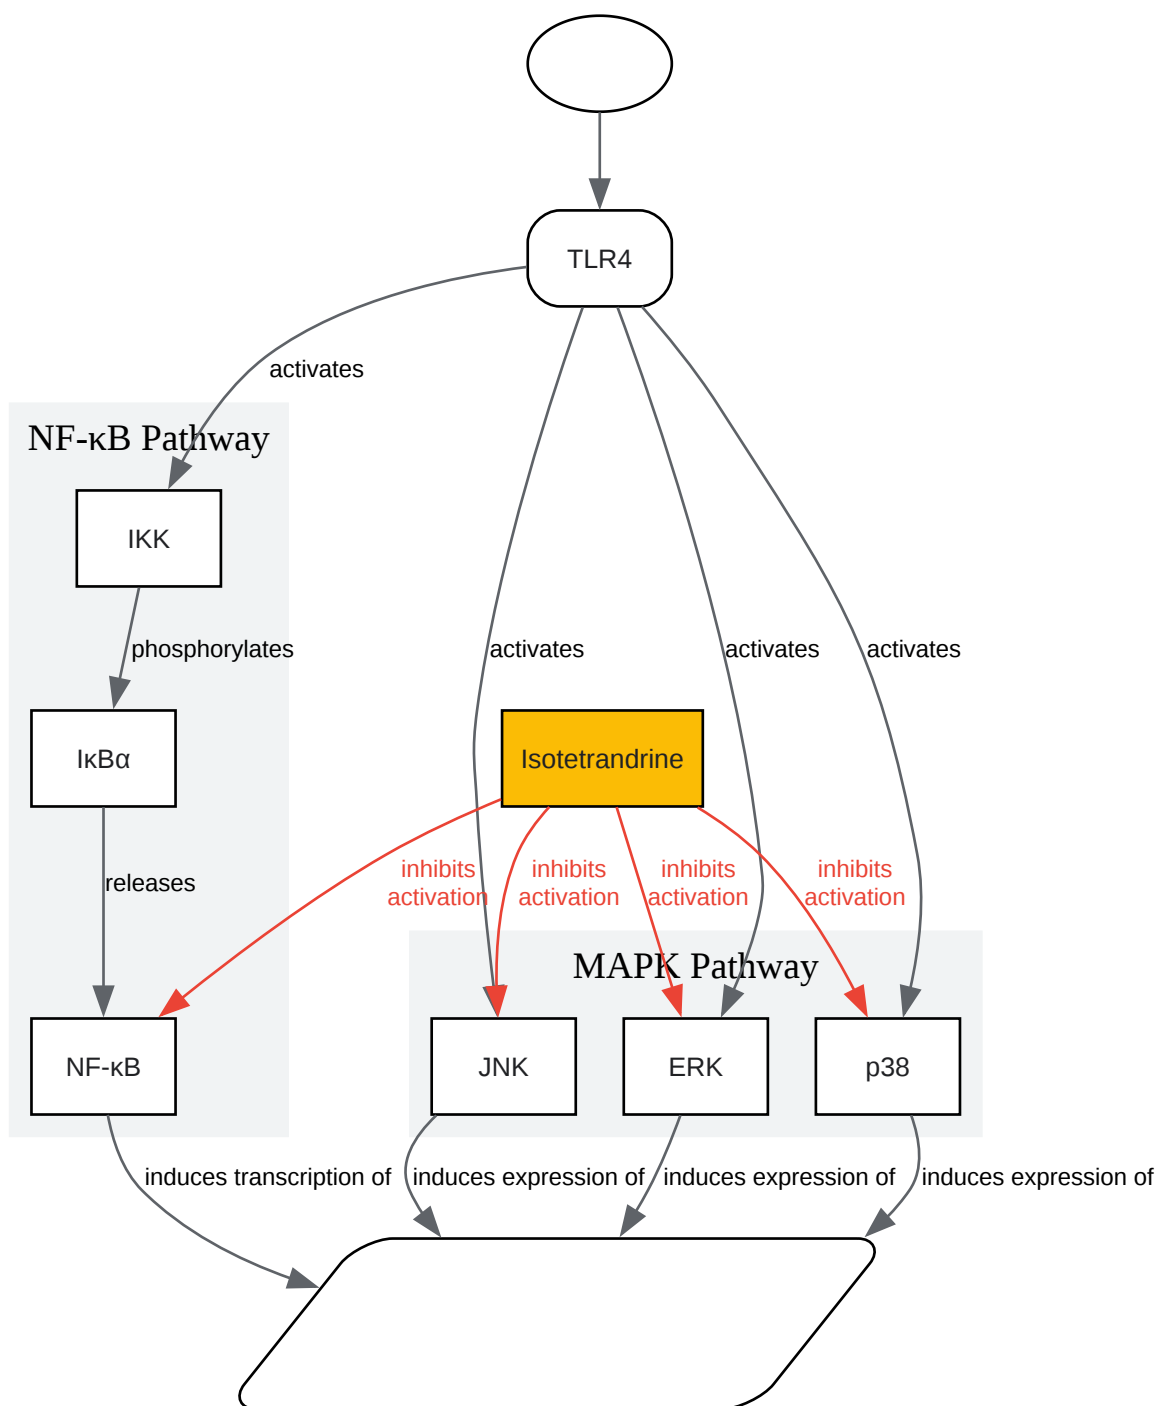 TLR4
activates
NF-κB Pathway
IKK
phosphorylates
activates
activates
activates
IκBα
Isotetrandrine
releases
inhibits
activation
inhibits
activation
inhibits
activation
inhibits
activation
MAPK Pathway
NF-κB
JNK
ERK
p38
induces transcription of
induces expression of
induces expression of
induces expression of